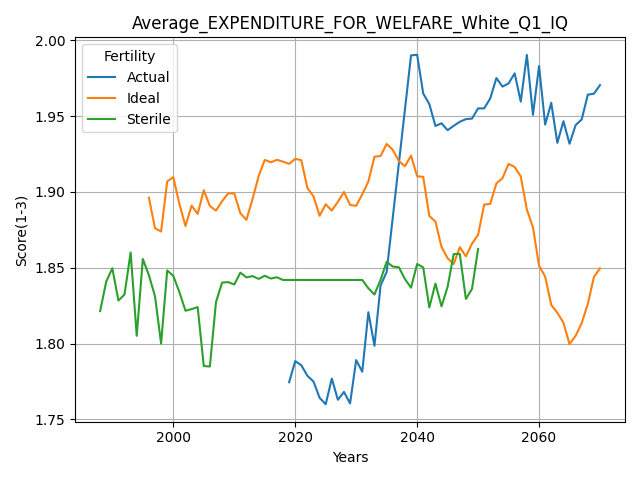 Average_EXPENDITURE_FOR_WELFARE_White_Q1_IQ
Fertility
Actual
Ideal
Sterile
Score(1-3)
2.00
1.95
1.90
1.85
1.80
1.75
2000
2020
2040
2060
Years